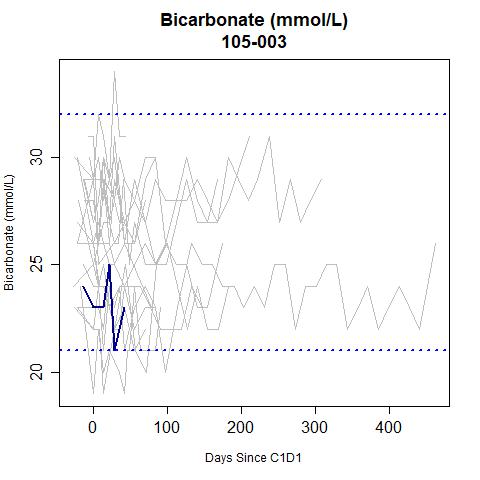 Bicarbonate (mmol/L)
105-003
Bicarbonate (mmol/L)
30
25
20
0 100 200 300 400
Days Since C1D1